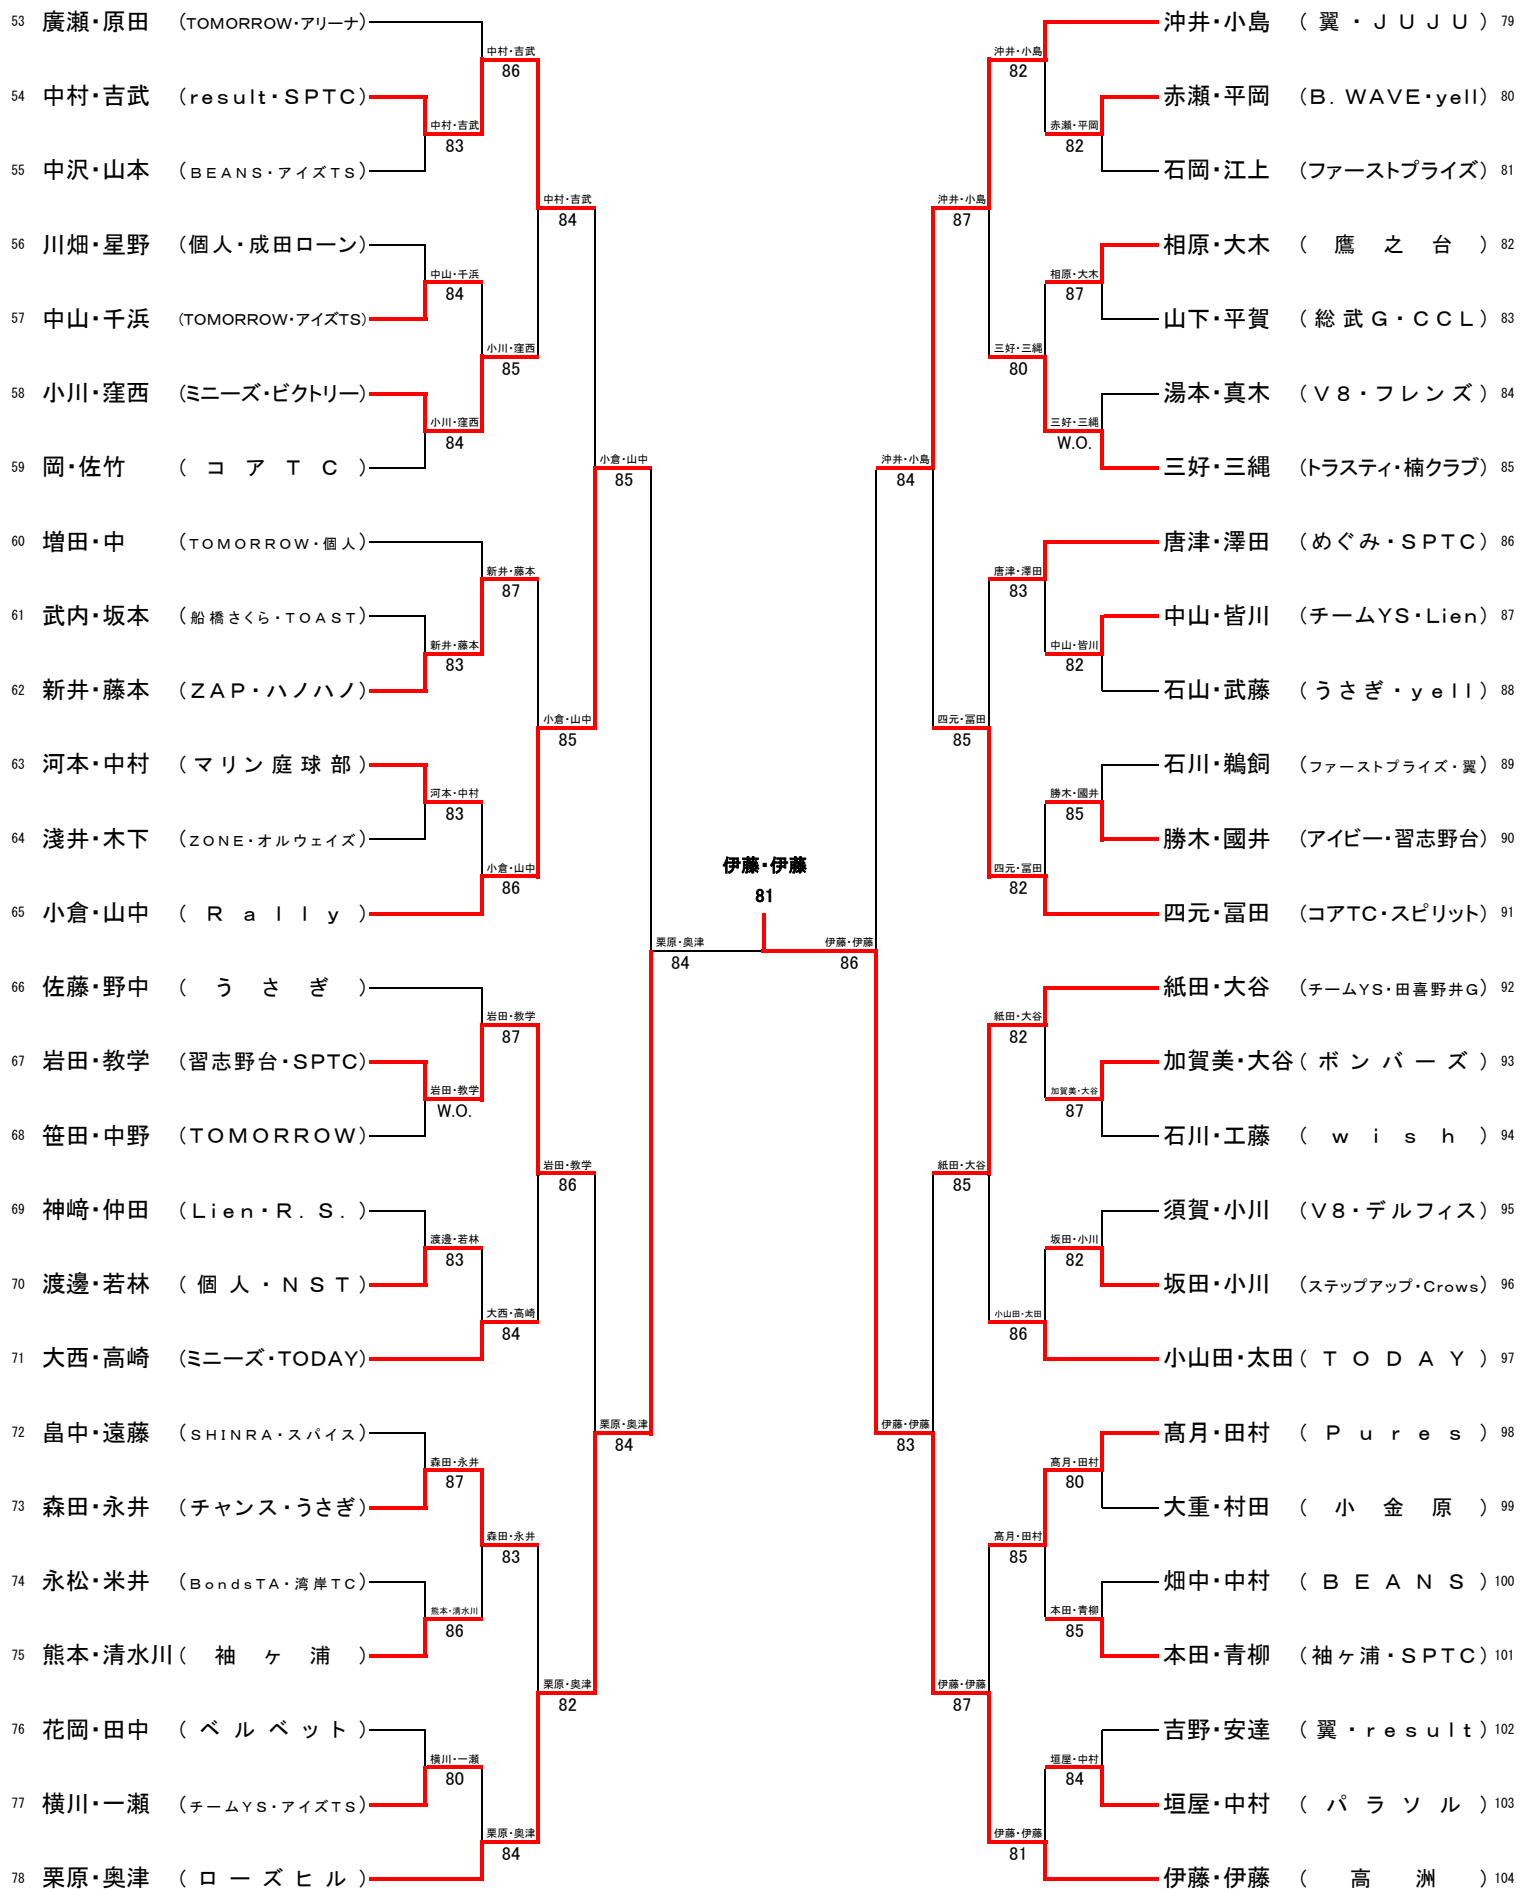 53 廣瀬・原田 (TOMORROW・アリーナ)
54 中村・吉武 (result・SPTC)
55 中沢・山本 (BEANS・アイズTS)
56 川畑・星野 (個人・成田ローン)
57 中山・千浜 (TOMORROW・アイズTS)
58 小川・窪西 (ミニーズ・ビクトリー)
59 岡・佐竹 (コアTC)
60 増田・中 (TOMORROW・個人)
61 武内・坂本 (船橋さくら・TOAST)
62 新井・藤本 (ZAP・ハノハノ)
63 河本・中村 (マリン庭球部)
64 淺井・木下 (ZONE・オルウェイズ)
65 小倉・山中 (Rally)
66 佐藤・野中 (うさぎ)
67 岩田・教学 (習志野台・SPTC)
68 笹田・中野 (TOMORROW)
69 神﨑・仲田 (Lien・R.S.)
70 渡邊・若林 (個人・NST)
71 大西・高崎 (ミニーズ・TODAY)
72 畠中・遠藤 (SHINRA・スパイス)
73 森田・永井 (チャンス・うさぎ)
74 永松・米井 (BondsTA・湾岸TC)
75 熊本・清水川 (袖ヶ浦)
76 花岡・田中 (ベルベット)
77 横川・一瀬 (チームYS・アイズTS)
78 栗原・奥津 (ローズヒル)
中村・吉武
83
中山・千浜
84
小川・窪西
84
新井・藤本
83
河本・中村
83
岩田・教学
W.O.
渡邊・若林
83
森田・永井
87
熊本・清水川
86
横川・一瀬
80
中村・吉武
86
小川・窪西
85
新井・藤本
87
小倉・山中
86
岩田・教学
87
大西・高崎
84
森田・永井
83
栗原・奥津
84
中村・吉武
84
小倉・山中
85
岩田・教学
86
栗原・奥津
82
小倉・山中
85
栗原・奥津
84
栗原・奥津
84
伊藤・伊藤
81
伊藤・伊藤
86
沖井・小島
84
伊藤・伊藤
83
沖井・小島
87
四元・冨田
85
紙田・大谷
85
伊藤・伊藤
87
沖井・小島
82
三好・三縄
80
唐津・澤田
83
四元・冨田
82
紙田・大谷
82
小山田・太田
86
髙月・田村
85
伊藤・伊藤
81
赤瀬・平岡
82
相原・大木
87
三好・三縄
W.O.
中山・皆川
82
勝木・國井
85
加賀美・大谷
87
坂田・小川
82
髙月・田村
80
本田・青柳
85
垣屋・中村
84
沖井・小島 (翼・JUJU) 79
赤瀬・平岡 (B.WAVE・yell) 80
石岡・江上 (ファーストプライズ) 81
相原・大木 (鷹之台) 82
山下・平賀 (総武G・CCL) 83
湯本・真木 (V8・フレンズ) 84
三好・三縄 (トラスティ・楠クラブ) 85
唐津・澤田 (めぐみ・SPTC) 86
中山・皆川 (チームYS・Lien) 87
石山・武藤 (うさぎ・yell) 88
石川・鵜飼 (ファーストプライズ・翼) 89
勝木・國井 (アイビー・習志野台) 90
四元・冨田 (コアTC・スピリット) 91
紙田・大谷 (チームYS・田喜野井G) 92
加賀美・大谷 (ボンバーズ) 93
石川・工藤 (wish) 94
須賀・小川 (V8・デルフィス) 95
坂田・小川 (ステップアップ・Crows) 96
小山田・太田 (TODAY) 97
髙月・田村 (Pures) 98
大重・村田 (小金原) 99
畑中・中村 (BEANS) 100
本田・青柳 (袖ヶ浦・SPTC) 101
吉野・安達 (翼・result) 102
垣屋・中村 (パラソル) 103
伊藤・伊藤 (高洲) 104